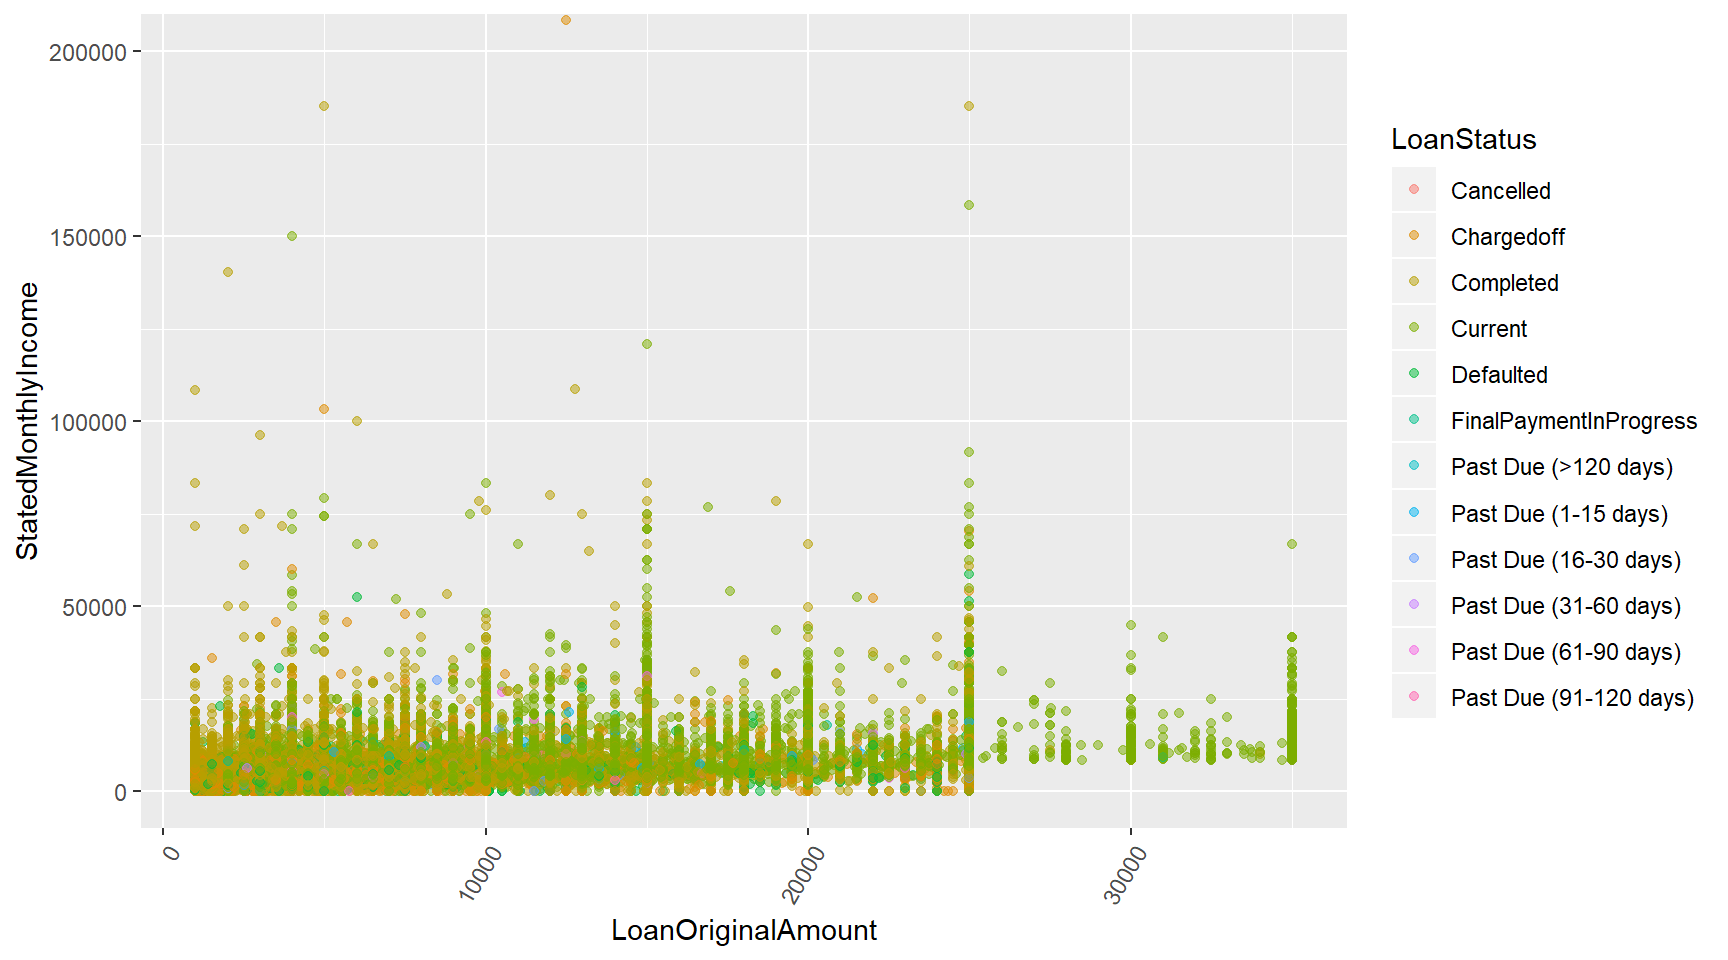 200000
150000
100000
50000
0
StatedMonthlyIncome
0
10000
20000
30000
LoanOriginalAmount
LoanStatus
Cancelled
Chargedoff
Completed
Current
Defaulted
FinalPaymentInProgress
Past Due (>120 days)
Past Due (1-15 days)
Past Due (16-30 days)
Past Due (31-60 days)
Past Due (61-90 days)
Past Due (91-120 days)